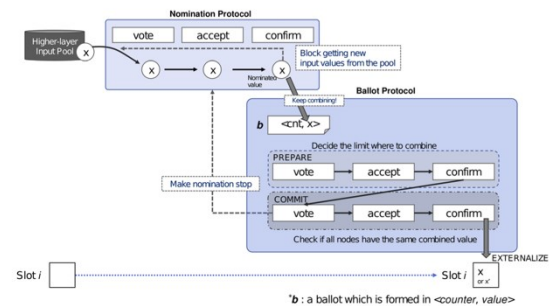 Nomination Protocol
vote
accept
confirm
Higher-layer
Input Pool
x
x
x
x
Nominated
value
Block getting new
input values from the pool
Keep combining!
Ballot Protocol
b
<cnt, x>
Decide the limit where to combine
PREPARE
vote
accept
confirm
Make nomination stop
COMMIT
vote
accept
confirm
Check if all nodes have the same combined value
EXTERNALIZE
Slot i
Slot i
x
or x'
*b : a ballot which is formed in <counter, value>